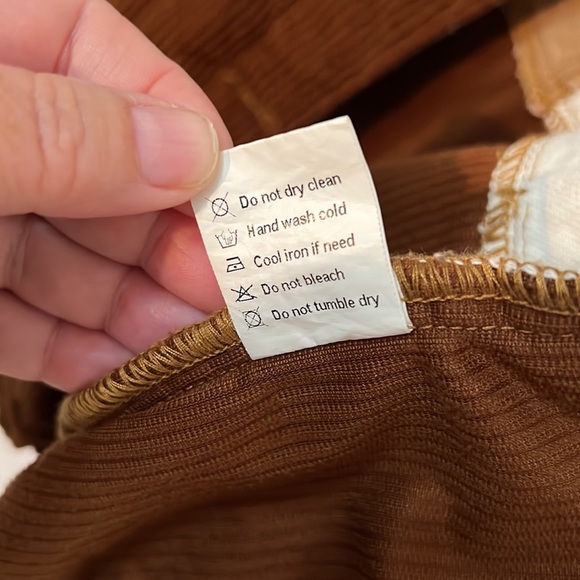 Do not dry clean
Hand wash cold
Cool iron if need
Do not bleach
Do not tumble dry